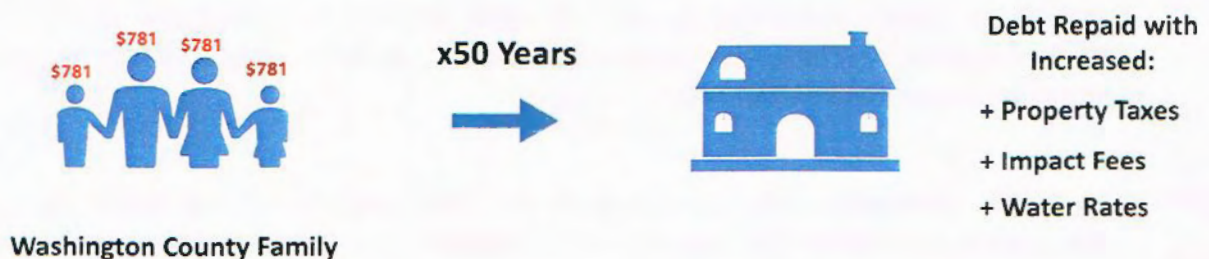 $781
$781
$781
$781
x50 Years
Washington County Family
Debt Repaid with
Increased:
+ Property Taxes
+ Impact Fees
+ Water Rates